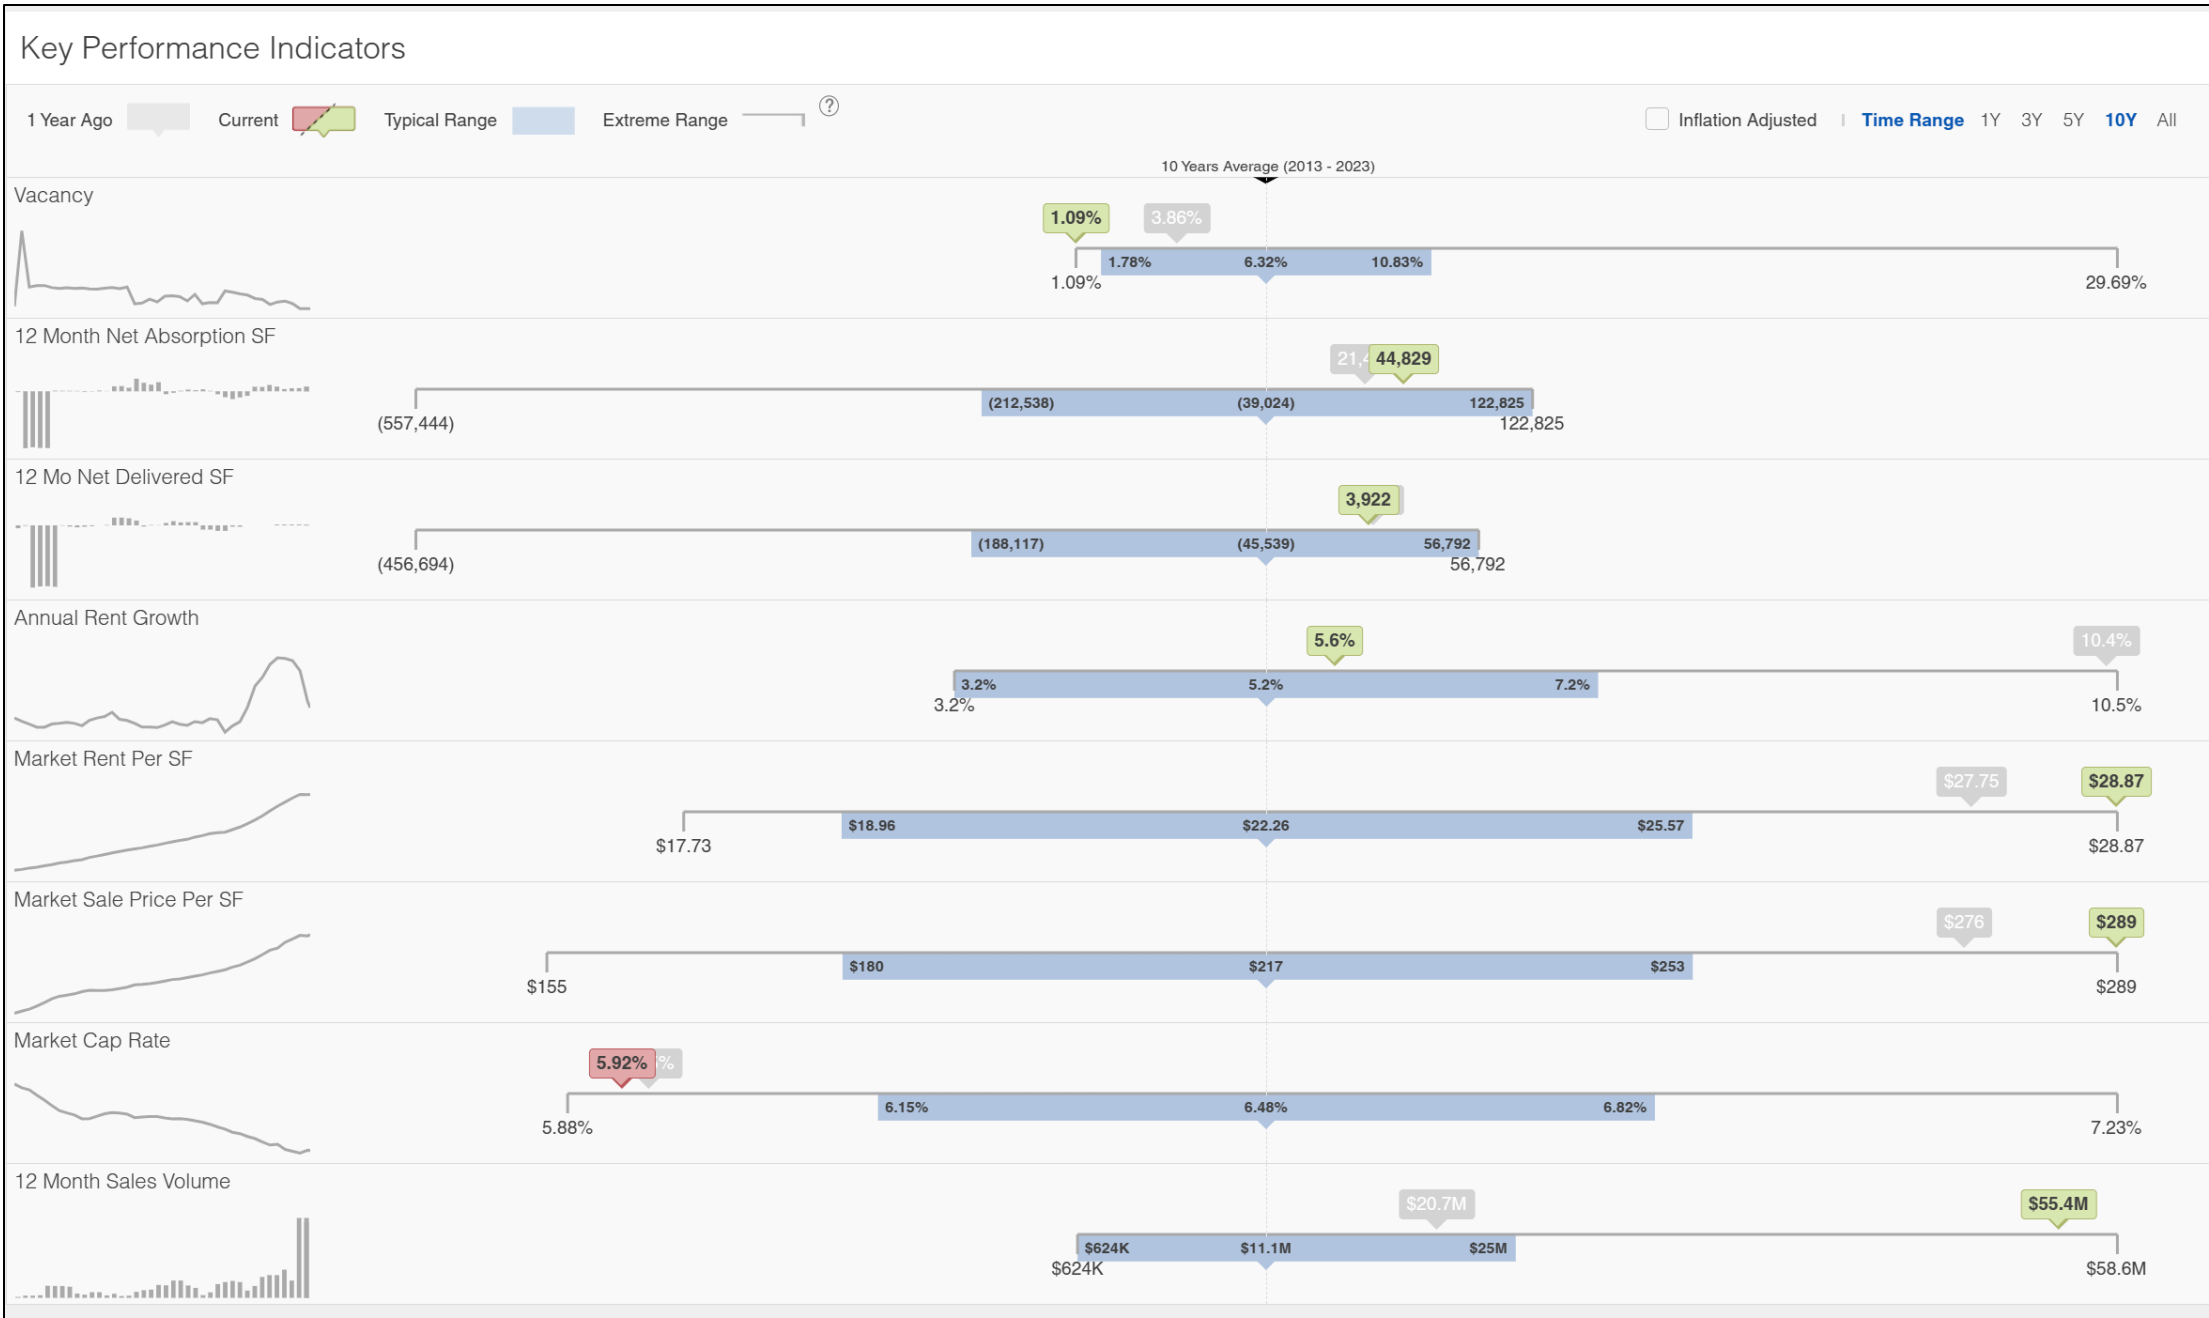 Key Performance Indicators
1 Year Ago Current Typical Range Extreme Range ? Inflation Adjusted Time Range 1Y 3Y 5Y 10Y All
10 Years Average (2013 - 2023)
Vacancy
1.09% 3.86%
1.78% 6.32% 10.83%
1.09% 29.69%
12 Month Net Absorption SF
44,829
(212,538) (39,024) 122,825
(557,444) 122,825
12 Mo Net Delivered SF
3,922
(188,117) (45,539) 56,792
(456,694) 56,792
Annual Rent Growth
5.6% 10.4%
3.2% 5.2% 7.2%
3.2% 10.5%
Market Rent Per SF
$27.75 $28.87
$18.96 $22.26 $25.57
$17.73 $28.87
Market Sale Price Per SF
$276 $289
$180 $217 $253
$155 $289
Market Cap Rate
5.92% %
6.15% 6.48% 6.82%
5.88% 7.23%
12 Month Sales Volume
$20.7M $55.4M
$624K $11.1M $25M
$624K $58.6M